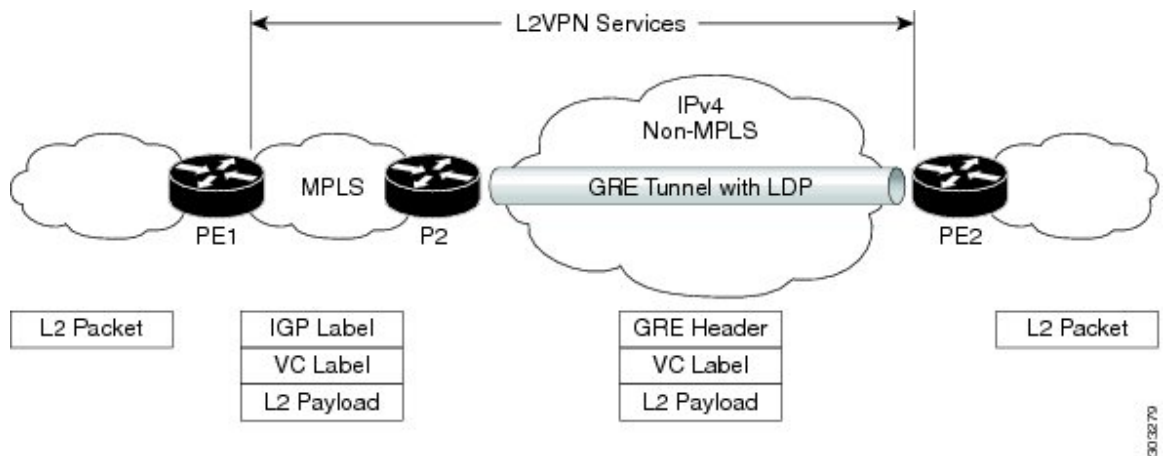 L2VPN Services
IPv4
Non-MPLS
MPLS
GRE Tunnel with LDP
PE1
P2
PE2
L2 Packet
IGP Label
GRE Header
L2 Packet
VC Label
VC Label
L2 Payload
L2 Payload
303279